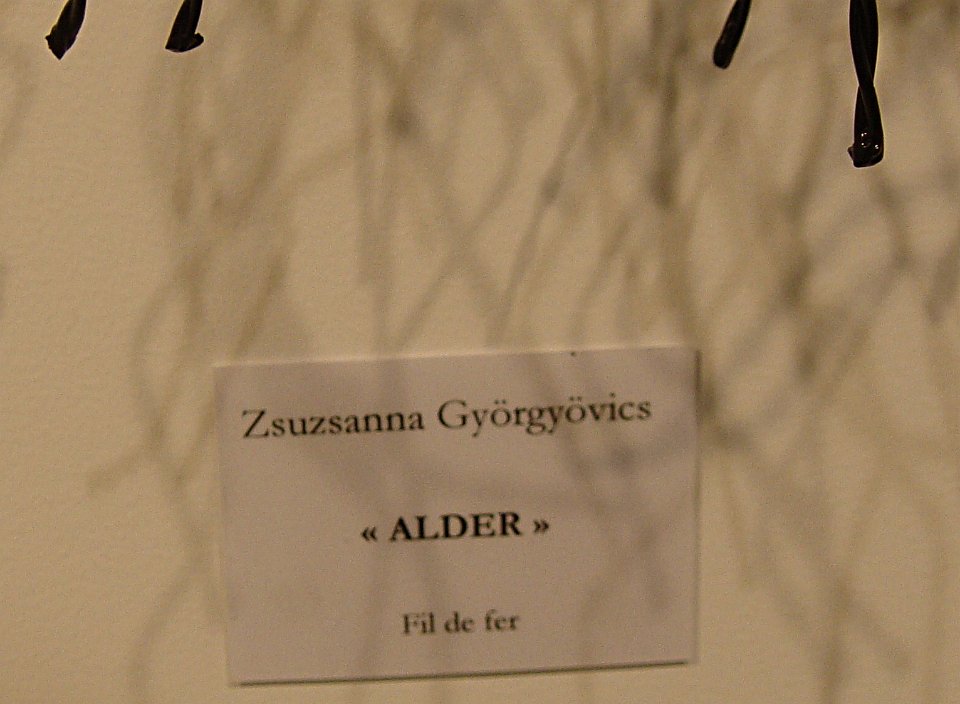 Zsuzsanna Györgyövics
« ALDER »
Fil de fer